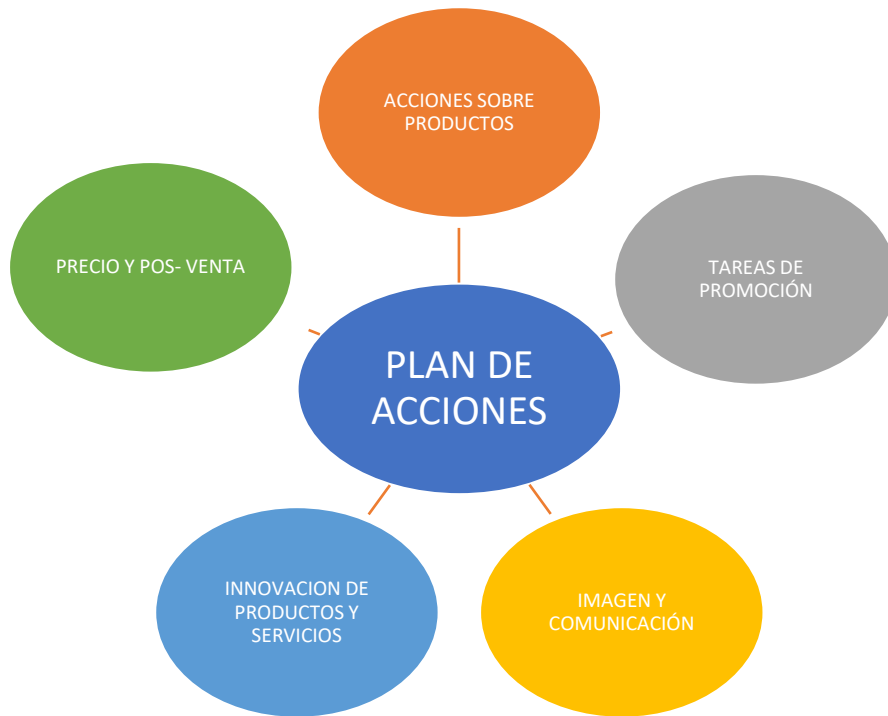 ACCIONES SOBRE
PRODUCTOS
PRECIO Y POS- VENTA
TAREAS DE
PROMOCIÓN
PLAN DE
ACCIONES
INNOVACION DE
PRODUCTOS Y
SERVICIOS
IMAGEN Y
COMUNICACIÓN